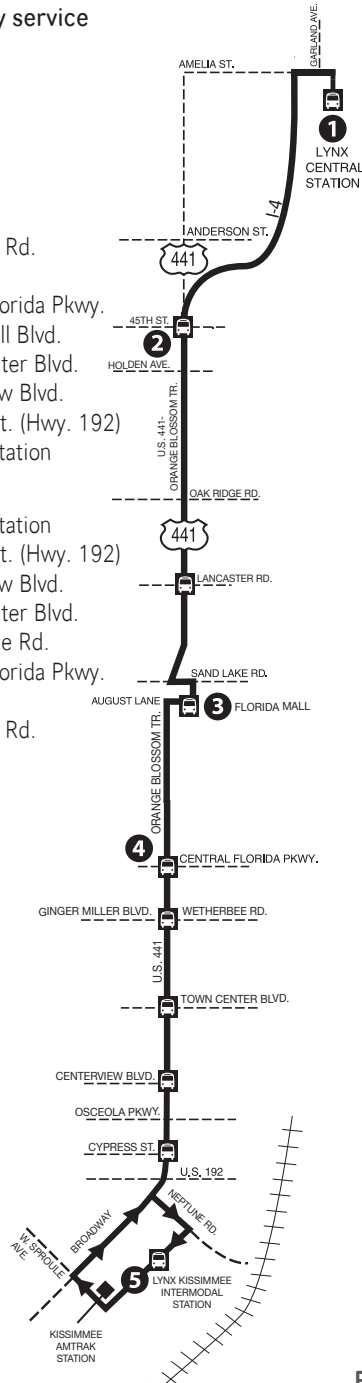 y service
Rd.
orida Pkwy.
ll Blvd.
ter Blvd.
w Blvd.
t. (Hwy. 192)
tation
tation
t. (Hwy. 192)
w Blvd.
ter Blvd.
e Rd.
orida Pkwy.
Rd.
GARLAND AVE.
AMELIA ST.
1
LYNX
CENTRAL
STATION
I-4
ANDERSON ST.
441
45TH ST.
2
HOLDEN AVE.
U.S. 441-
ORANGE BLOSSOM TR.
OAK RIDGE RD.
441
LANCASTER RD.
SAND LAKE RD.
AUGUST LANE
3 FLORIDA MALL
ORANGE BLOSSOM TR.
4
CENTRAL FLORIDA PKWY.
GINGER MILLER BLVD. WETHERBEE RD.
U.S. 441
TOWN CENTER BLVD.
CENTERVIEW BLVD.
OSCEOLA PKWY.
CYPRESS ST.
U.S. 192
BROADWAY
NEPTUNE RD.
W. SPROULE
AVE.
5 LYNX KISSIMMEE
INTERMODAL
STATION
KISSIMMEE
AMTRAK
STATION